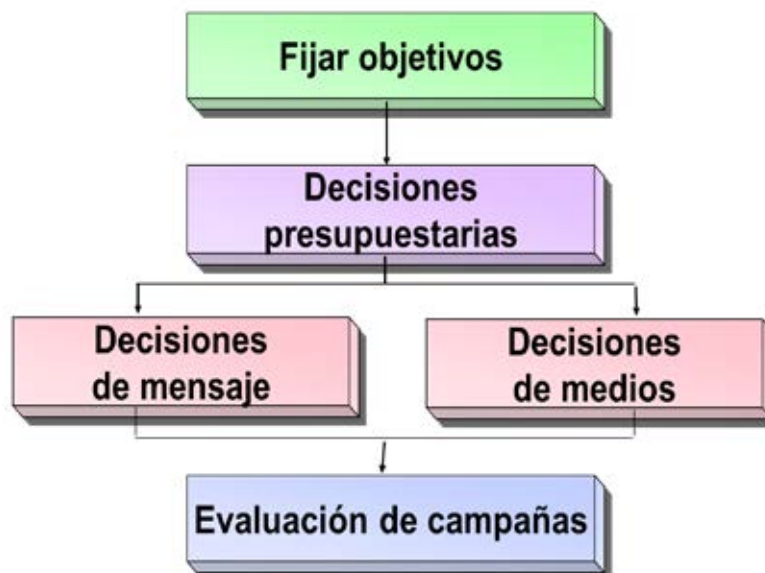 Fijar objetivos
Decisiones
presupuestarias
Decisiones
de mensaje
Decisiones
de medios
Evaluación de campañas